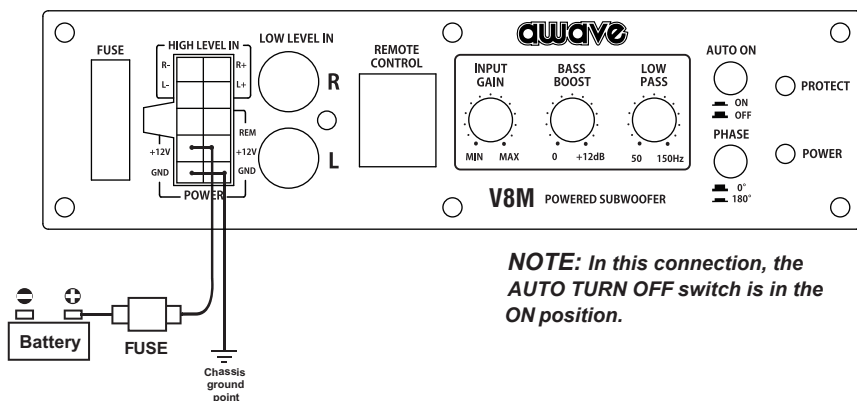 awave
FUSE
HIGH LEVEL IN
R-
R+
L-
L+
REM
+12V
+12V
GND
GND
POWER
LOW LEVEL IN
R
L
REMOTE
CONTROL
INPUT
GAIN
MIN
MAX
BASS
BOOST
0
+12dB
LOW
PASS
50
150Hz
AUTO ON
ON
OFF
PHASE
0°
180°
PROTECT
POWER
V8M POWERED SUBWOOFER
NOTE: In this connection, the
AUTO TURN OFF switch is in the
ON position.
Battery
FUSE
Chassis
ground
point